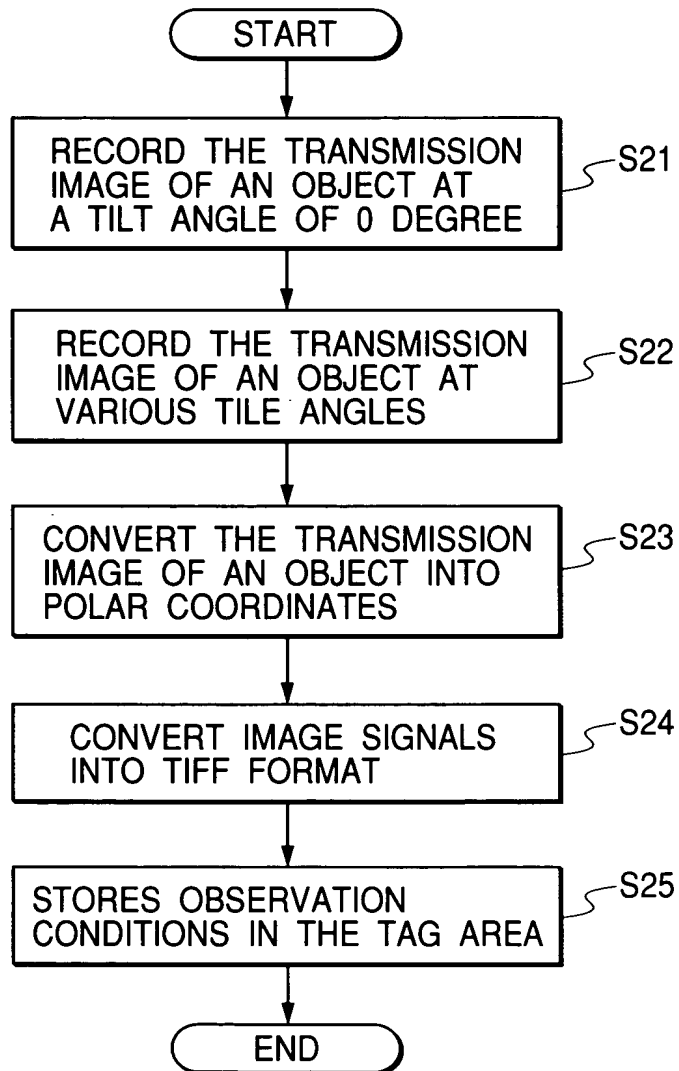 START
RECORD THE TRANSMISSION
IMAGE OF AN OBJECT AT
A TILT ANGLE OF 0 DEGREE
S21
RECORD THE TRANSMISSION
IMAGE OF AN OBJECT AT
VARIOUS TILE ANGLES
S22
CONVERT THE TRANSMISSION
IMAGE OF AN OBJECT INTO
POLAR COORDINATES
S23
CONVERT IMAGE SIGNALS
INTO TIFF FORMAT
S24
STORES OBSERVATION
CONDITIONS IN THE TAG AREA
S25
END